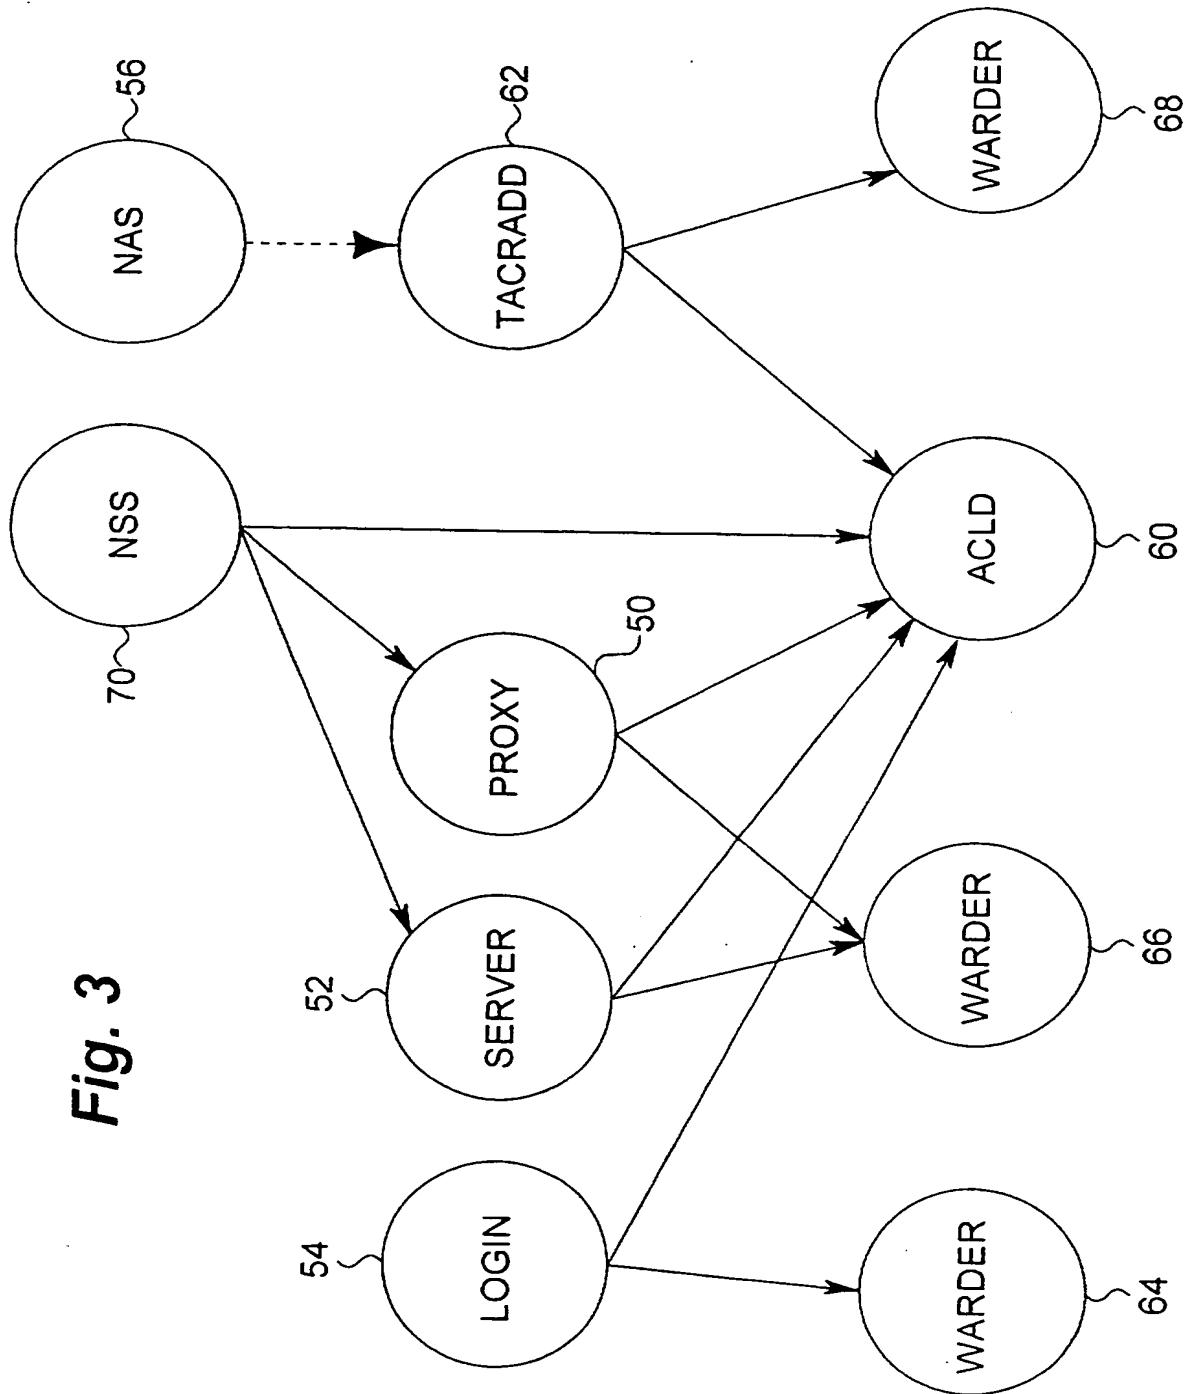 Fig. 3
NAS
56
NSS
70
TACRADD
62
PROXY
50
SERVER
52
LOGIN
54
WARDER
68
ACLD
60
WARDER
66
WARDER
64